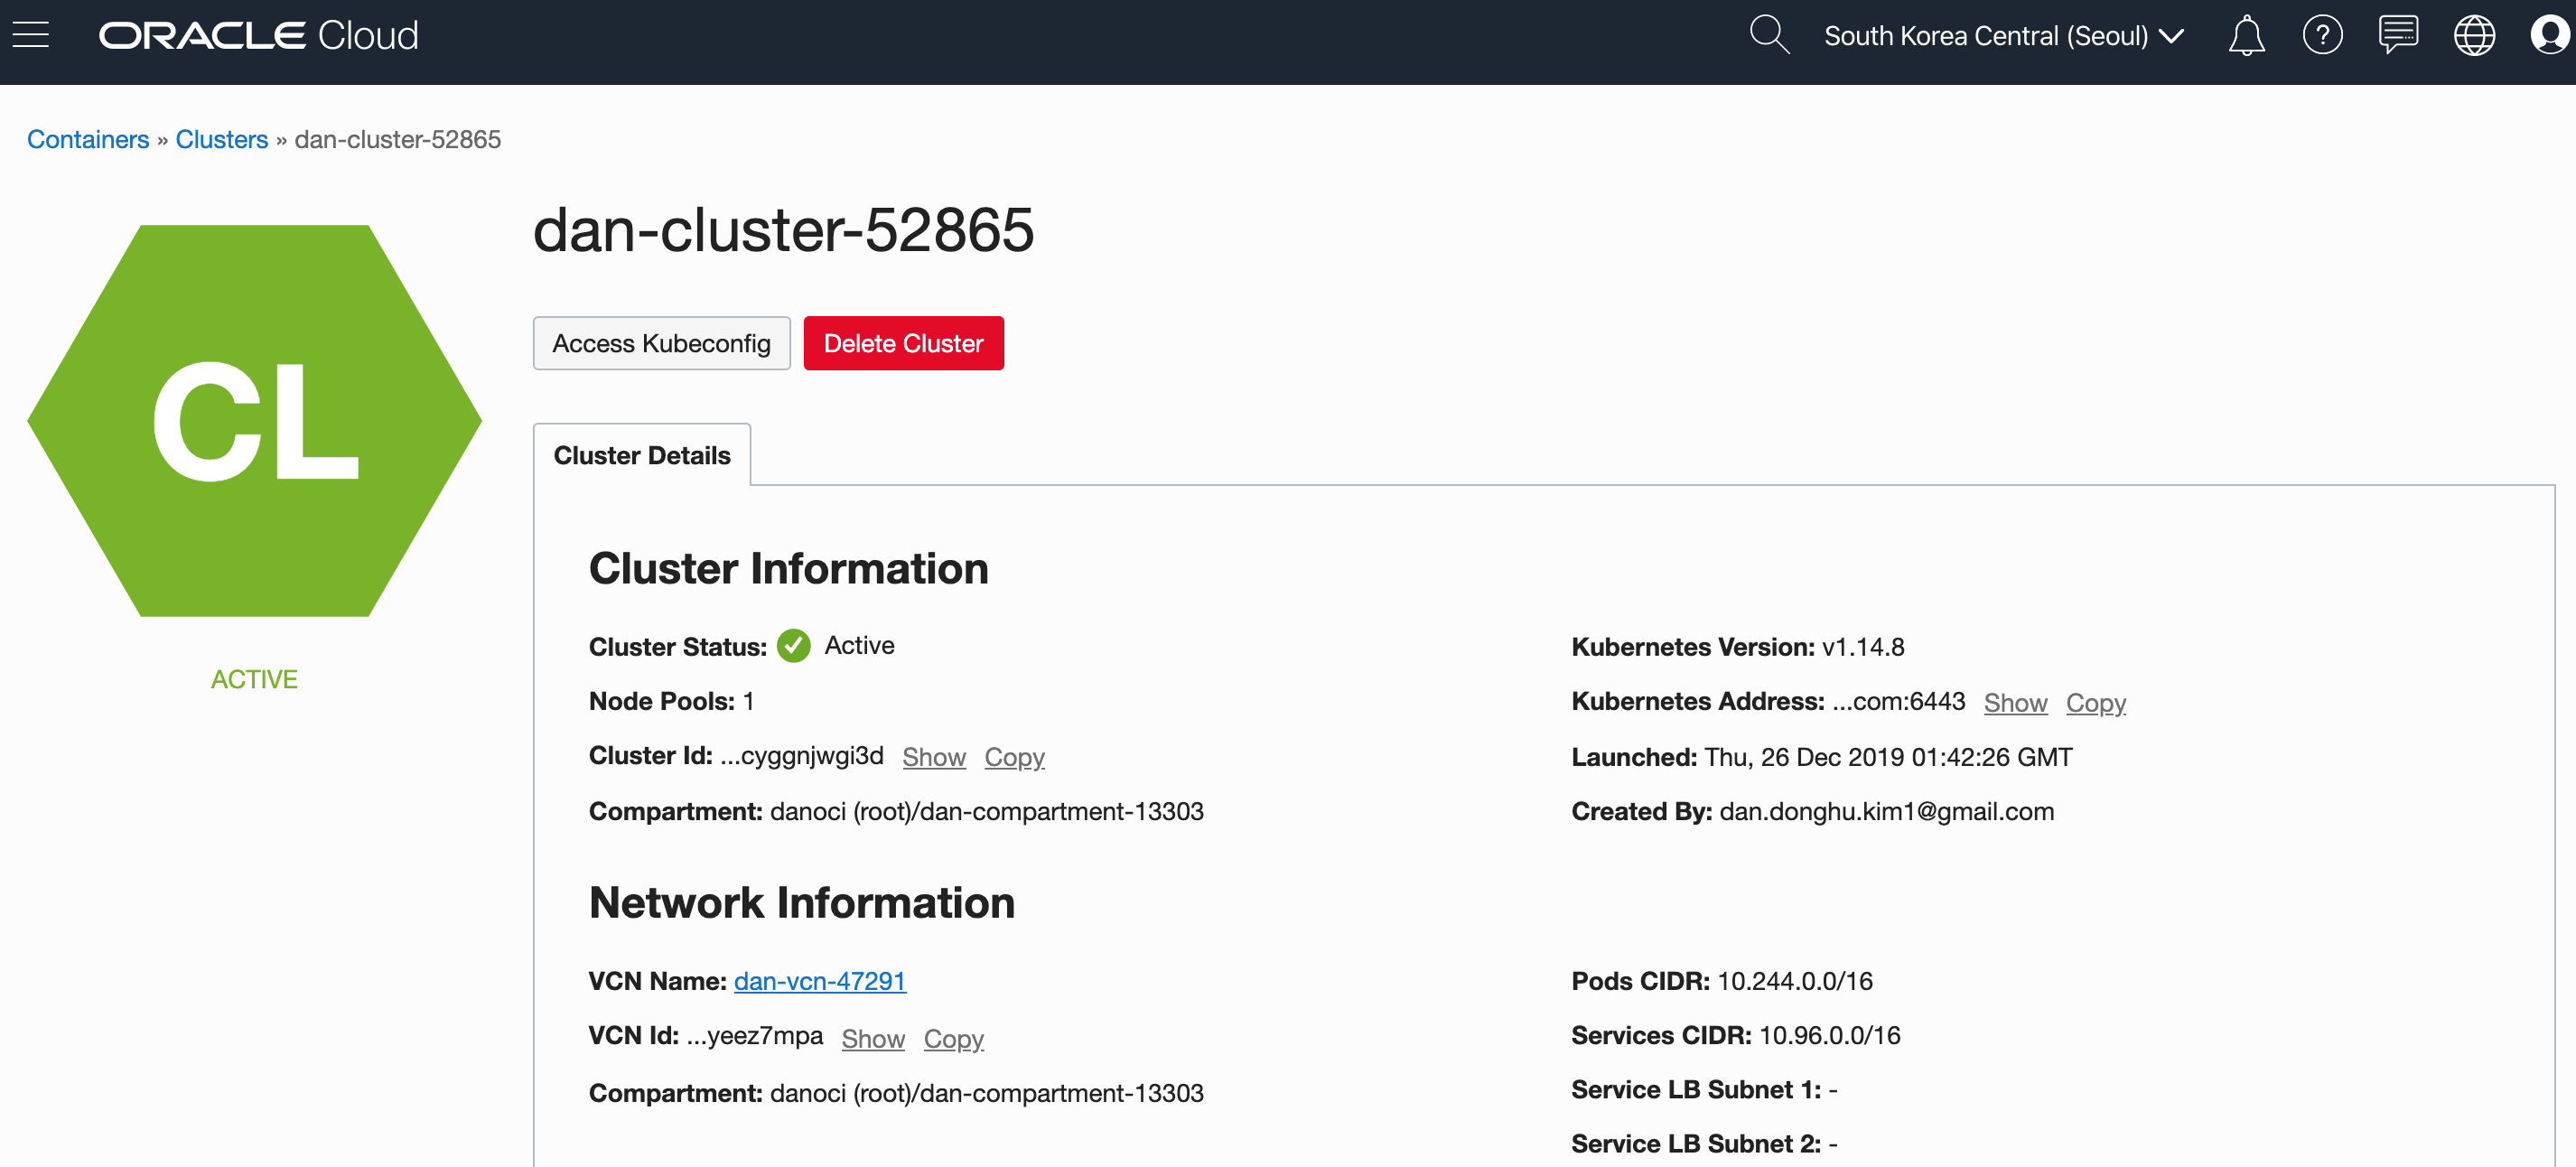 ORACLE Cloud
South Korea Central (Seoul)
Containers » Clusters » dan-cluster-52865
CL
ACTIVE
dan-cluster-52865
Access Kubeconfig
Delete Cluster
Cluster Details
Cluster Information
Cluster Status: Active
Node Pools: 1
Cluster Id: ...cyggnjwgi3d Show Copy
Compartment: danoci (root)/dan-compartment-13303
Kubernetes Version: v1.14.8
Kubernetes Address: ...com:6443 Show Copy
Launched: Thu, 26 Dec 2019 01:42:26 GMT
Created By: dan.donghu.kim1@gmail.com
Network Information
VCN Name: dan-vcn-47291
VCN Id: ...yeez7mpa Show Copy
Compartment: danoci (root)/dan-compartment-13303
Pods CIDR: 10.244.0.0/16
Services CIDR: 10.96.0.0/16
Service LB Subnet 1: -
Service LB Subnet 2: -